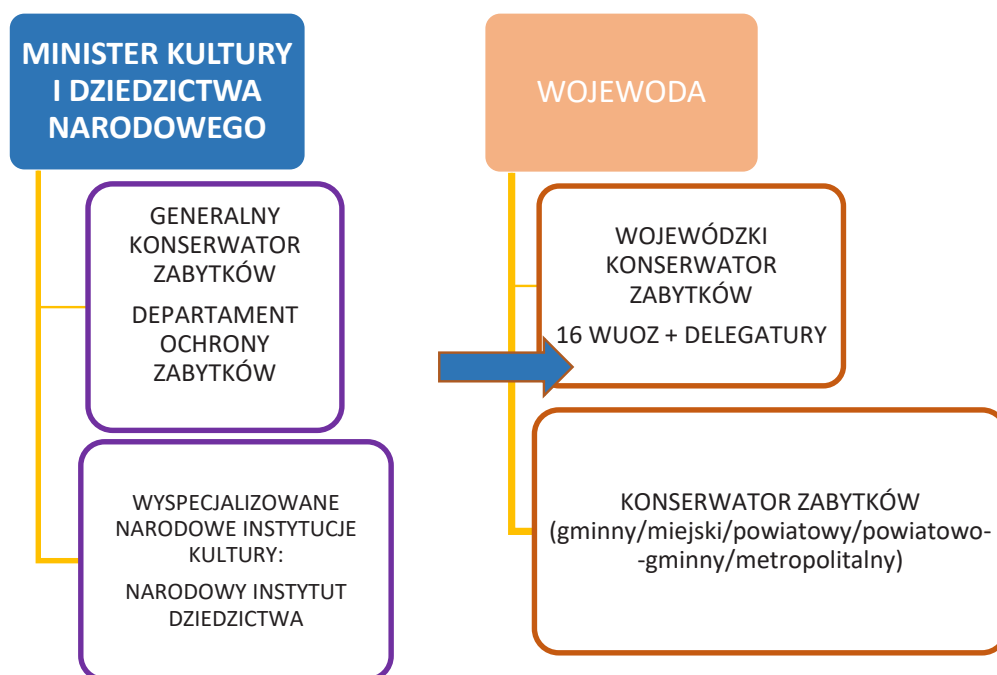 MINISTER KULTURY
I DZIEDZICTWA
NARODOWEGO
GENERALNY
KONSERWATOR
ZABYTKÓW
DEPARTAMENT
OCHRONY
ZABYTKÓW
WYSPECJALIZOWANE
NARODOWE INSTYTUCJE
KULTURY:
NARODOWY INSTYTUT
DZIEDZICTWA
WOJEWODA
WOJEWÓDZKI
KONSERWATOR
ZABYTKÓW
16 WUOZ + DELEGATURY
KONSERWATOR ZABYTKÓW
(gminny/miejski/powiatowy/powiatowo-
-gminny/metropolitalny)